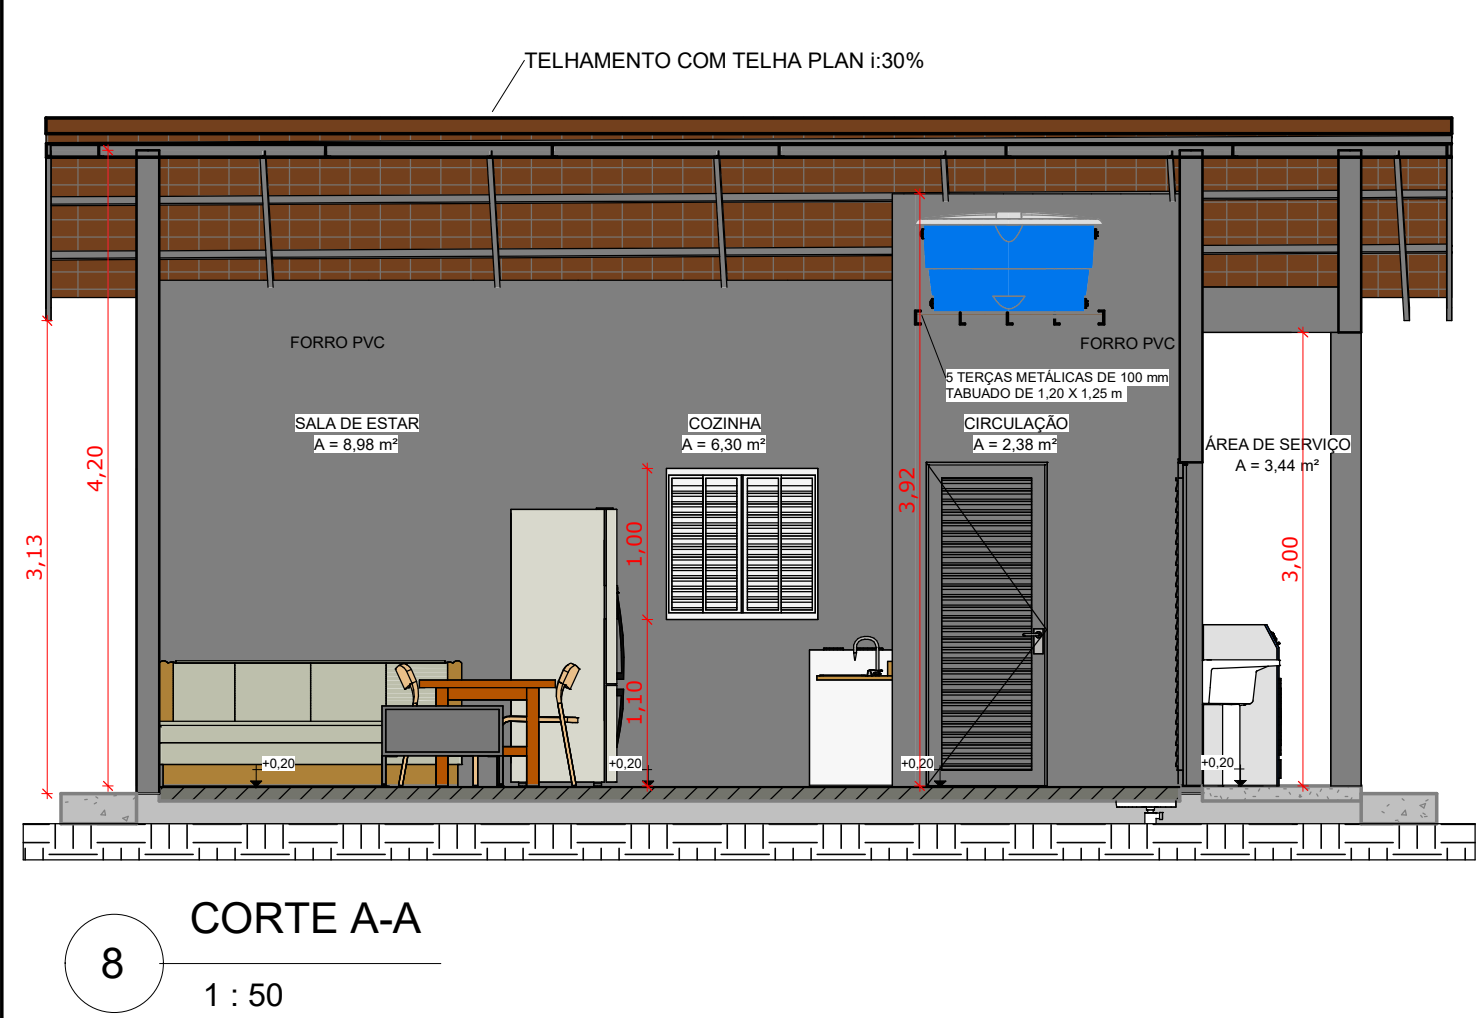 TELHAMENTO COM TELHA PLAN i:30%
FORRO PVC
FORRO PVC
5 TERÇAS METÁLICAS DE 100 mm
TABUADO DE 1,20 X 1,25 m
SALA DE ESTAR
A = 8,98 m²
COZINHA
A = 6,30 m²
CIRCULAÇÃO
A = 2,38 m²
ÁREA DE SERVIÇO
A = 3,44 m²
3,13
4,20
1,00
1,10
3,92
3,00
+0,20
+0,20
+0,20
+0,20
8
CORTE A-A
1 : 50